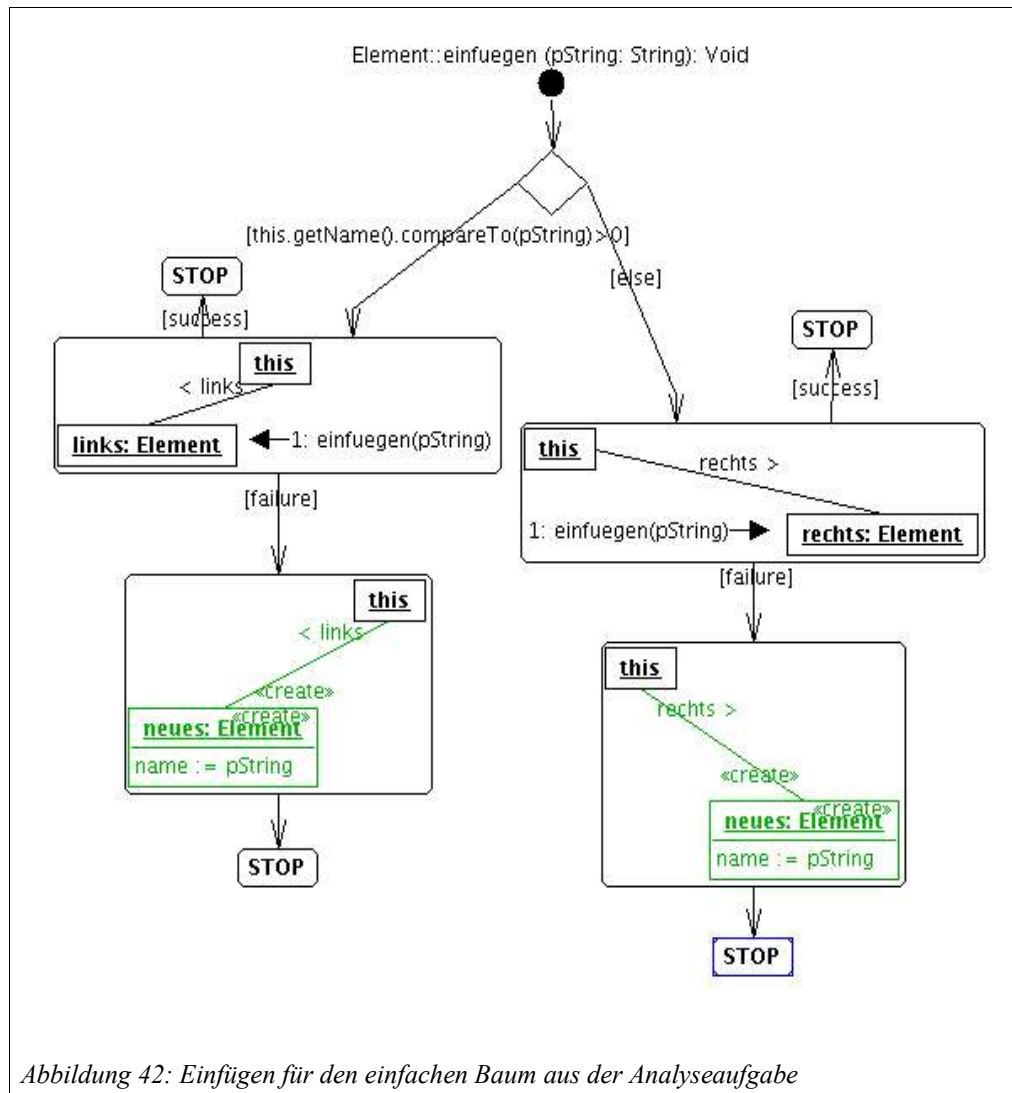 Element::einfuegen (pString: String): Void
[this.getName().compareTo(pString)>0]
[else]
STOP
[success]
this
< links
links: Element
1: einfuegen(pString)
[failure]
STOP
[success]
this
rechts >
1: einfuegen(pString)
rechts: Element
[failure]
this
< links
«create»
«create»
neues: Element
name := pString
STOP
this
rechts >
«create»
«create»
neues: Element
name := pString
STOP
Abbildung 42: Einfügen für den einfachen Baum aus der Analyseaufgabe